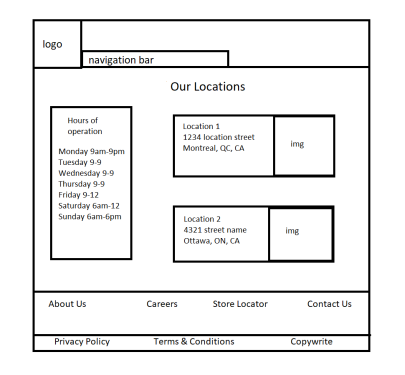 logo
navigation bar
Our Locations
Hours of
operation
Monday 9am-9pm
Tuesday 9-9
Wednesday 9-9
Thursday 9-9
Friday 9-12
Saturday 6am-12
Sunday 6am-6pm
Location 1
1234 location street
Montreal, QC, CA
img
Location 2
4321 street name
Ottawa, ON, CA
img
About Us Careers Store Locator Contact Us
Privacy Policy Terms & Conditions Copywrite